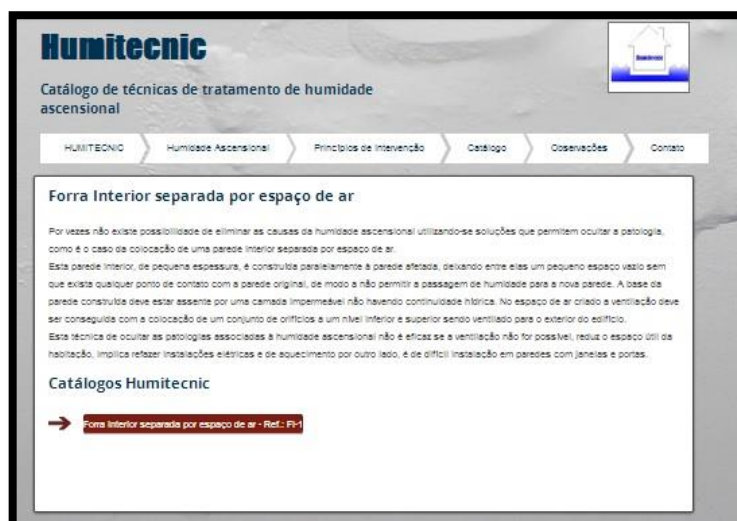 Humitecnic
Humitecnic
Catálogo de técnicas de tratamento de humidade
ascensional
HUMITECNIC
Humidade Ascensional
Princípios de Intervenção
Catálogo
Observações
Contato
Forra Interior separada por espaço de ar
Por vezes não existe possibilidade de eliminar as causas da humidade ascensional utilizando-se soluções que permitem ocultar a patologia,
como é o caso da colocação de uma parede interior separada por espaço de ar.
Esta parede interior, de pequena espessura, é construída paralelamente à parede afetada, deixando entre elas um pequeno espaço vazio sem
que exista qualquer ponto de contato com a parede original, de modo a não permitir a passagem de humidade para a nova parede. A base da
parede construída deve estar assente por uma camada impermeável não havendo continuidade hídrica. No espaço de ar criado a ventilação deve
ser conseguida com a colocação de um conjunto de orifícios a um nível inferior e superior sendo ventilado para o exterior do edifício.
Esta técnica de ocultar as patologias associadas à humidade ascensional não é eficaz se a ventilação não for possível, reduz o espaço útil da
habitação, implica refazer instalações elétricas e de aquecimento por outro lado, é de difícil instalação em paredes com janelas e portas.
Catálogos Humitecnic
Forra Interior separada por espaço de ar - Ref.: FI-1